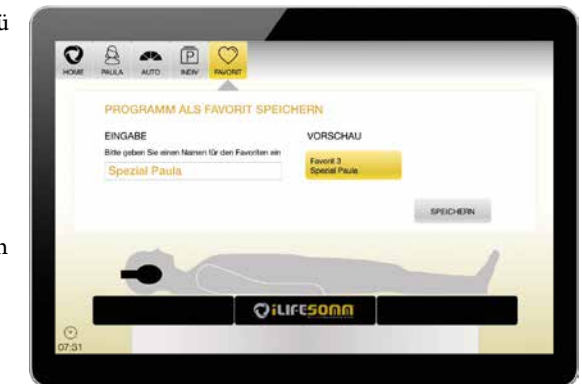 ü
HOME PAULA AUTO INDIV FAVORIT
PROGRAMM ALS FAVORIT SPEICHERN
EINGABE
Bitte geben Sie einen Namen für den Favoriten ein
Spezial Paula
VORSCHAU
Favorit 3
Spezial Paula
SPEICHERN
n
iLIFESOMM
07:31